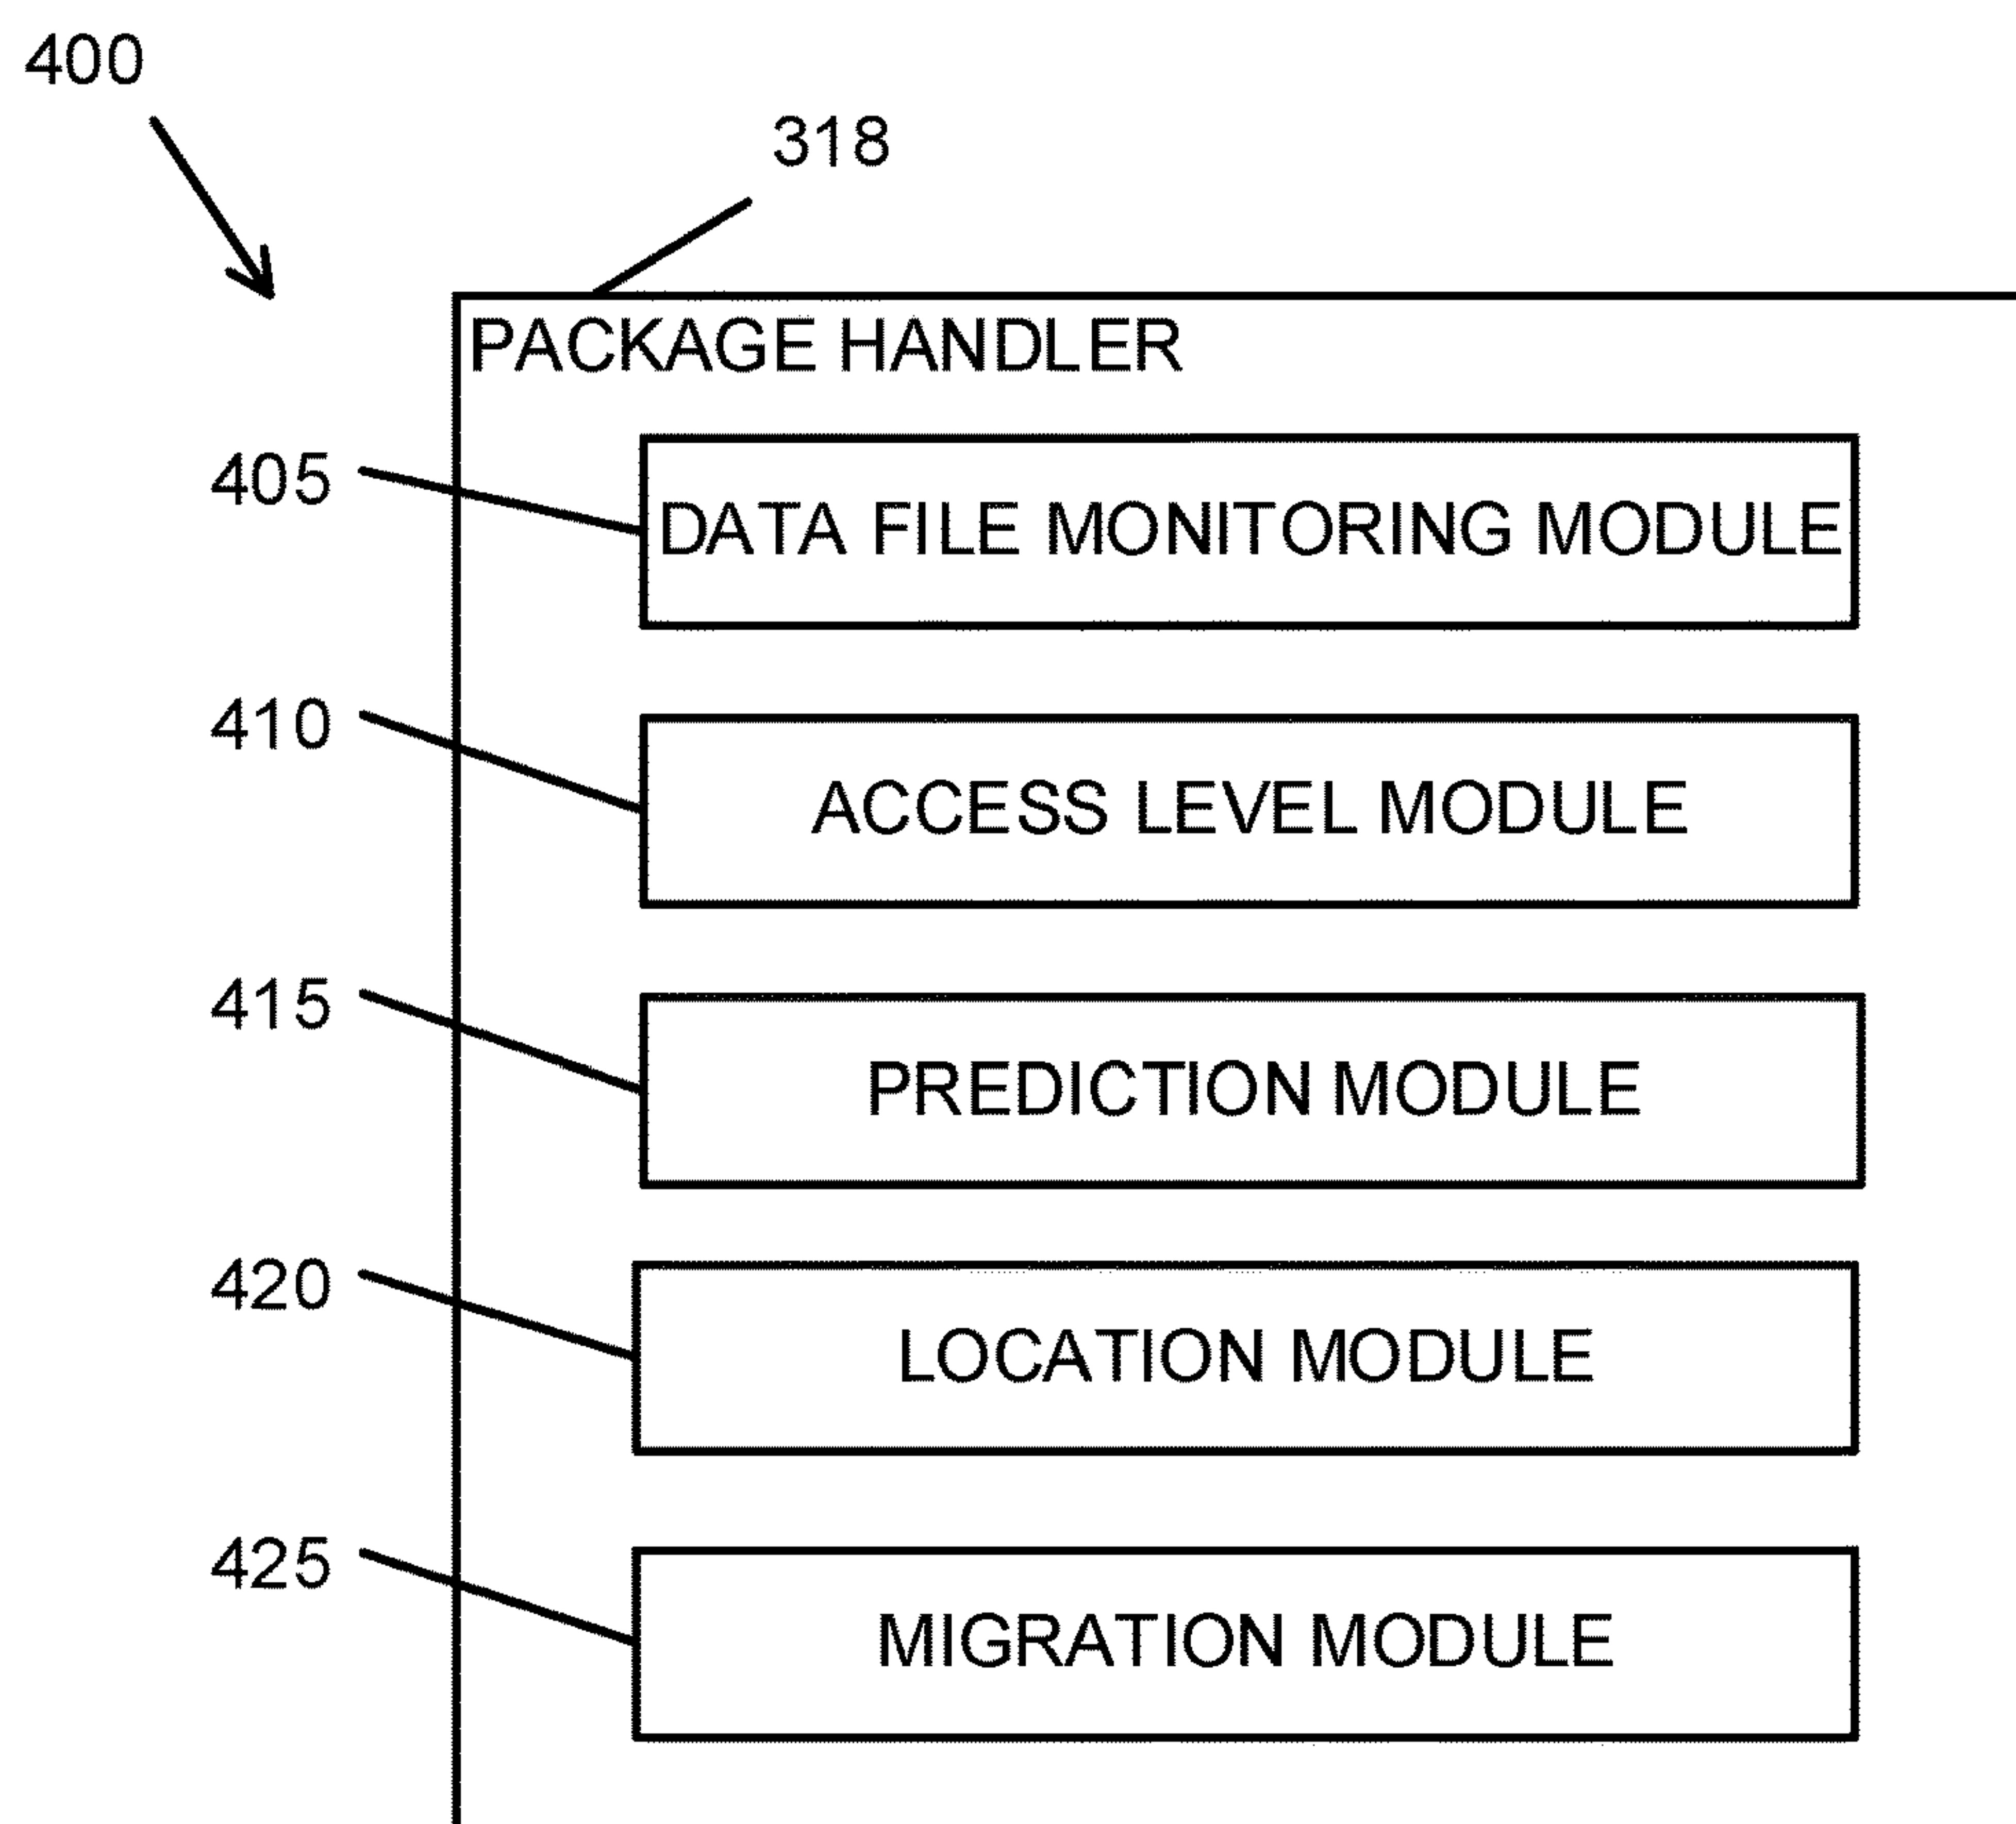 400
318
PACKAGE HANDLER
405
DATA FILE MONITORING MODULE
410
ACCESS LEVEL MODULE
415
PREDICTION MODULE
420
LOCATION MODULE
425
MIGRATION MODULE